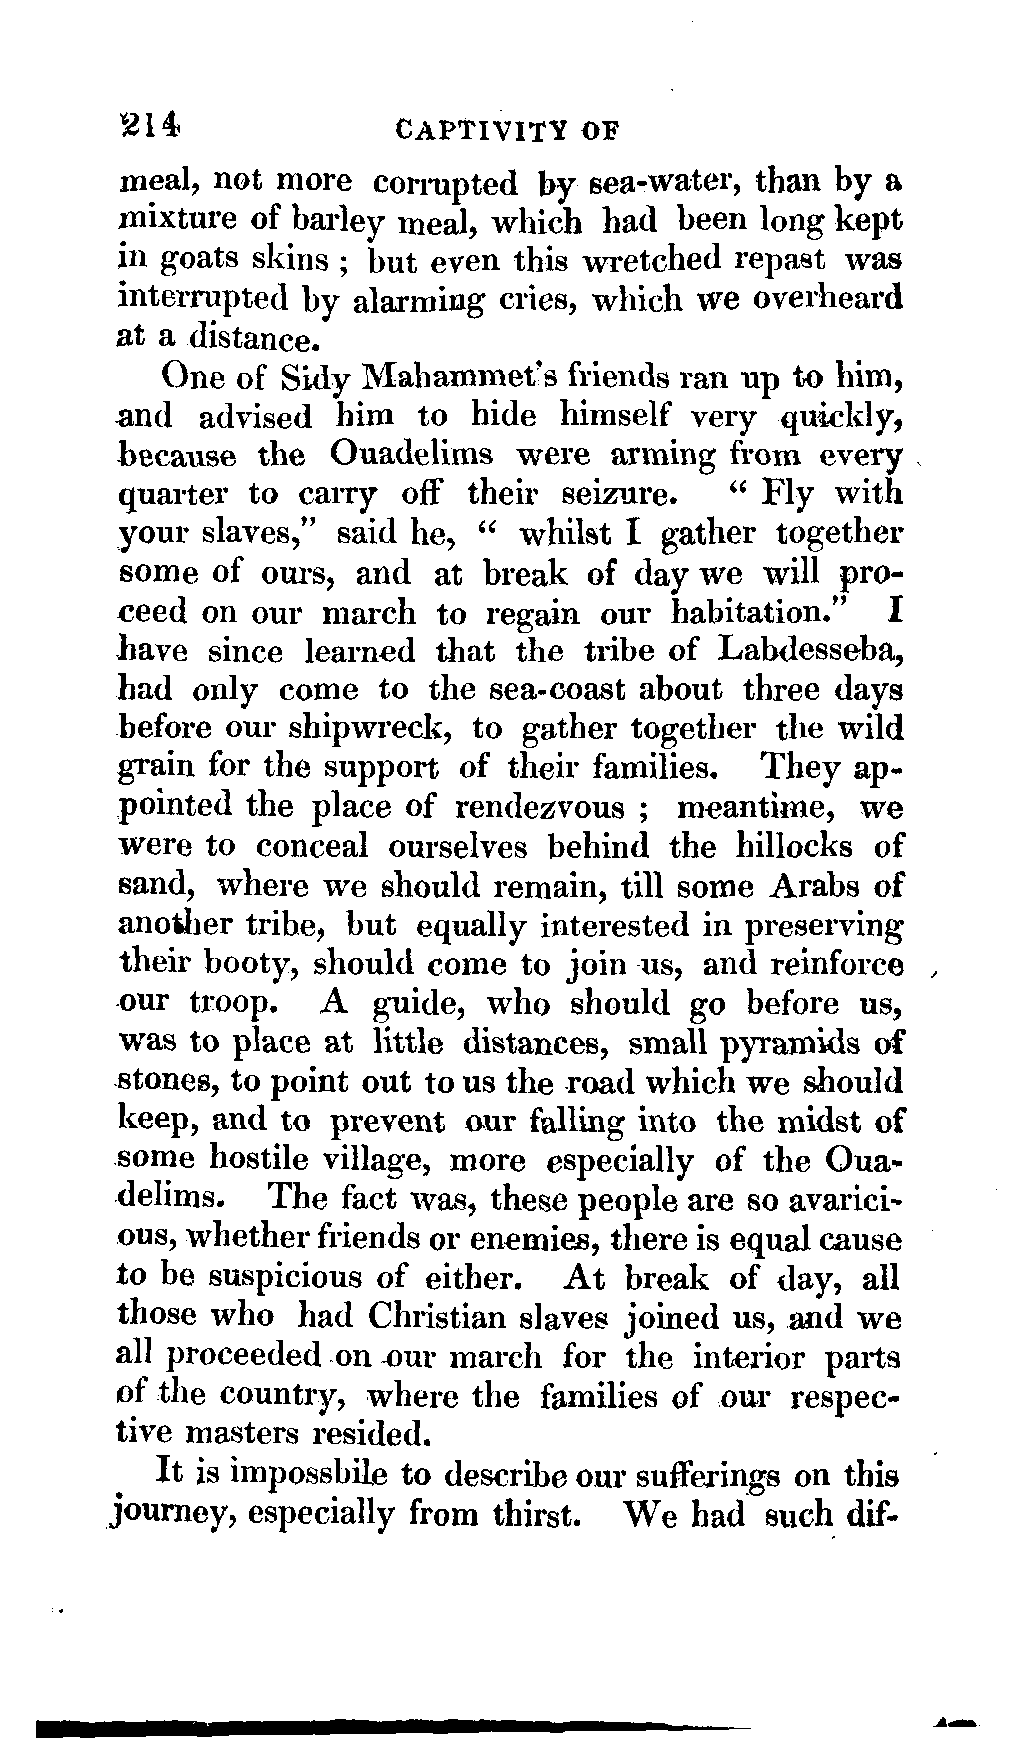 214 CAPTIVITY OF
meal, not more corrupted by sea-water, than by a
mixture of barley meal, which had been long kept
in goats skins ; but even this wretched repast was
interrupted by alarming cries, which we overheard
at a distance.
One of Sidy Mahammet's friends ran up to him,
and advised him to hide himself very quickly,
because the Ouadelims were arming from every
quarter to carry off their seizure. “ Fly with
your slaves,” said he, “ whilst I gather together
some of ours, and at break of day we will pro-
ceed on our march to regain our habitation.” I
have since learned that the tribe of Labdesseba,
had only come to the sea-coast about three days
before our shipwreck, to gather together the wild
grain for the support of their families. They ap-
pointed the place of rendezvous ; meantime, we
were to conceal ourselves behind the hillocks of
sand, where we should remain, till some Arabs of
another tribe, but equally interested in preserving
their booty, should come to join us, and reinforce
our troop. A guide, who should go before us,
was to place at little distances, small pyramids of
stones, to point out to us the road which we should
keep, and to prevent our falling into the midst of
some hostile village, more especially of the Oua-
delims. The fact was, these people are so avarici-
ous, whether friends or enemies, there is equal cause
to be suspicious of either. At break of day, all
those who had Christian slaves joined us, and we
all proceeded on our march for the interior parts
of the country, where the families of our respec-
tive masters resided.
It is impossbile to describe our sufferings on this
journey, especially from thirst. We had such dif-